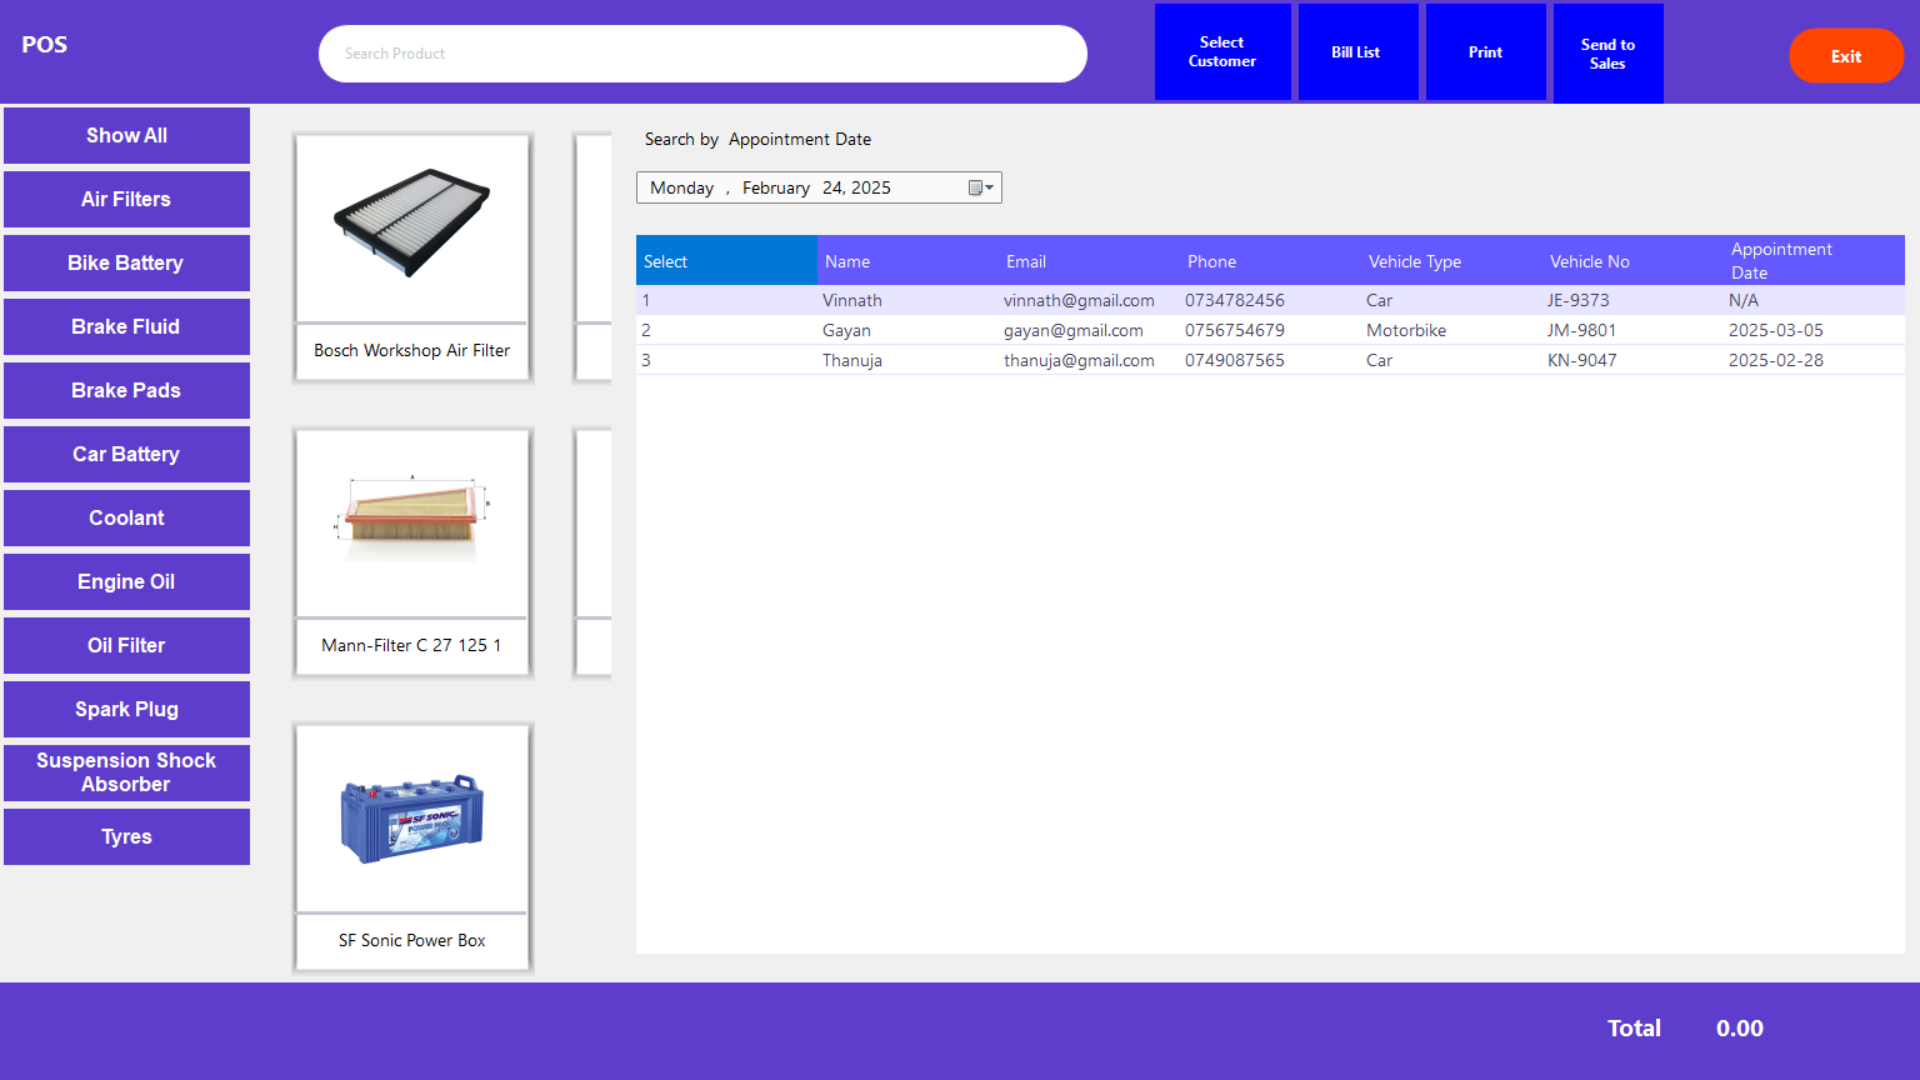 POS
Search Product
Select
Customer
Bill List
Print
Send to
Sales
Exit
Show All
Air Filters
Bike Battery
Brake Fluid
Brake Pads
Car Battery
Coolant
Engine Oil
Oil Filter
Spark Plug
Suspension Shock
Absorber
Tyres
Bosch Workshop Air Filter
A
B
H
Mann-Filter C 27 125 1
SF SONIC
SF Sonic Power Box
Search by Appointment Date
Monday , February 24, 2025
Select Name Email Phone Vehicle Type Vehicle No Appointment
Date
1 Vinnath vinnath@gmail.com 0734782456 Car JE-9373 N/A
2 Gayan gayan@gmail.com 0756754679 Motorbike JM-9801 2025-03-05
3 Thanuja thanuja@gmail.com 0749087565 Car KN-9047 2025-02-28
Total 0.00